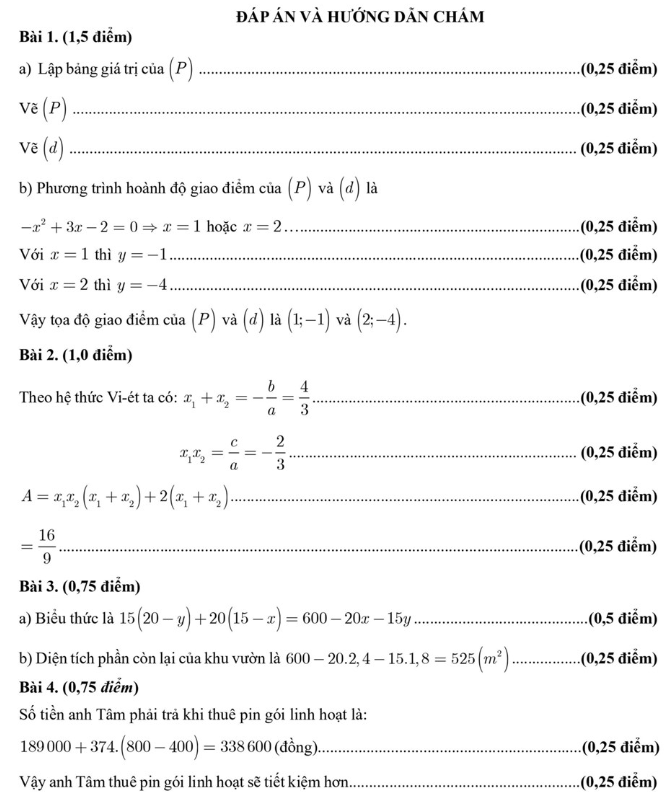 ĐÁP ÁN VÀ HƯỚNG DẪN CHẤM
Bài 1. (1,5 điểm)
a) Lập bảng giá trị của (P) ........ (0,25 điểm)
Vẽ (P) ........ (0,25 điểm)
Vẽ (d) ........ (0,25 điểm)
b) Phương trình hoành độ giao điểm của (P) và (d) là
−x² + 3x − 2 = 0 ⇒ x = 1 hoặc x = 2 ........ (0,25 điểm)
Với x = 1 thì y = −1 ........ (0,25 điểm)
Với x = 2 thì y = −4 ........ (0,25 điểm)
Vậy tọa độ giao điểm của (P) và (d) là (1;−1) và (2;−4).
Bài 2. (1,0 điểm)
Theo hệ thức Vi-ét ta có: x₁ + x₂ = −b/a = 4/3 ........ (0,25 điểm)
x₁x₂ = c/a = −2/3 ........ (0,25 điểm)
A = x₁x₂(x₁ + x₂) + 2(x₁ + x₂) ........ (0,25 điểm)
= 16/9 ........ (0,25 điểm)
Bài 3. (0,75 điểm)
a) Biểu thức là 15(20 − y) + 20(15 − x) = 600 − 20x − 15y ........ (0,5 điểm)
b) Diện tích phần còn lại của khu vườn là 600 − 20.2,4 − 15.1,8 = 525(m²) ........ (0,25 điểm)
Bài 4. (0,75 điểm)
Số tiền anh Tâm phải trả khi thuê pin gói linh hoạt là:
189 000 + 374.(800 − 400) = 338 600 (đồng) ........ (0,25 điểm)
Vậy anh Tâm thuê pin gói linh hoạt sẽ tiết kiệm hơn ........ (0,25 điểm)